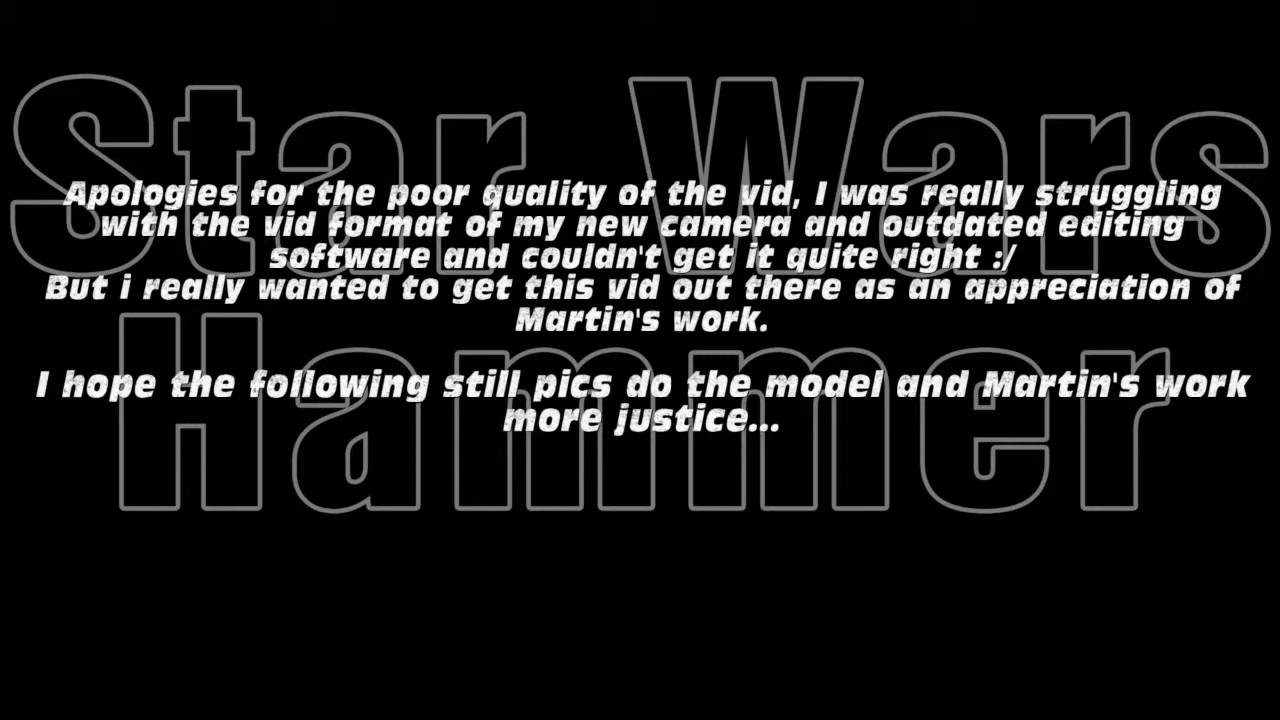 Star Wars
Hammer
Apologies for the poor quality of the vid, I was really struggling
with the vid format of my new camera and outdated editing
software and couldn't get it quite right :/
But i really wanted to get this vid out there as an appreciation of
Martin's work.
I hope the following still pics do the model and Martin's work
more justice...